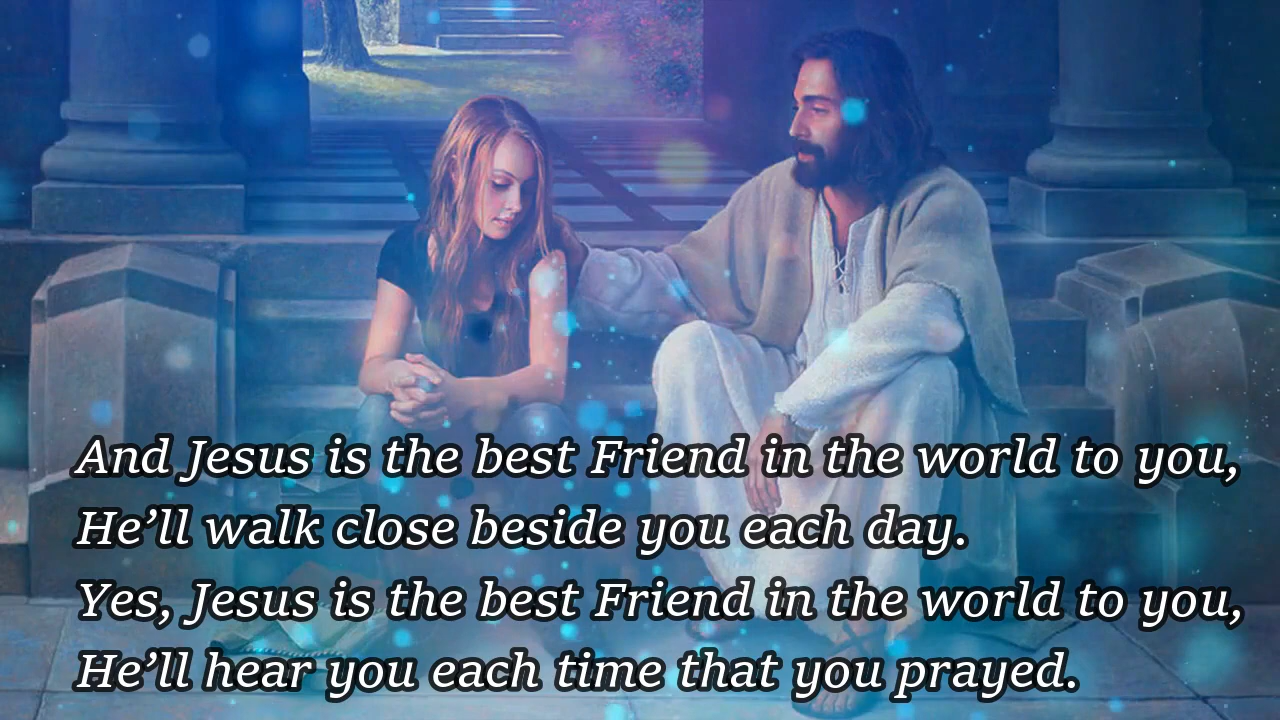 And Jesus is the best Friend in the world to you,
He’ll walk close beside you each day.
Yes, Jesus is the best Friend in the world to you,
He’ll hear you each time that you prayed.